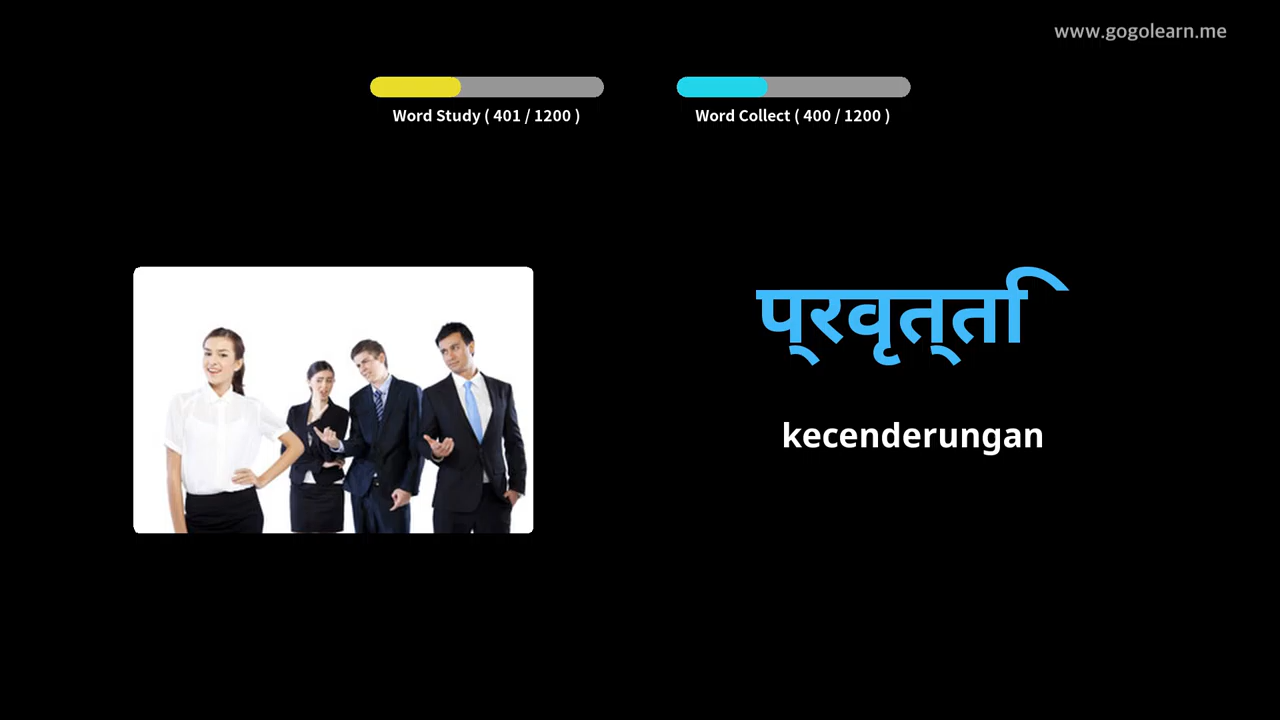 www.gogolearn.me
Word Study ( 401 / 1200 )
Word Collect ( 400 / 1200 )
प्रवृत्ति
kecenderungan